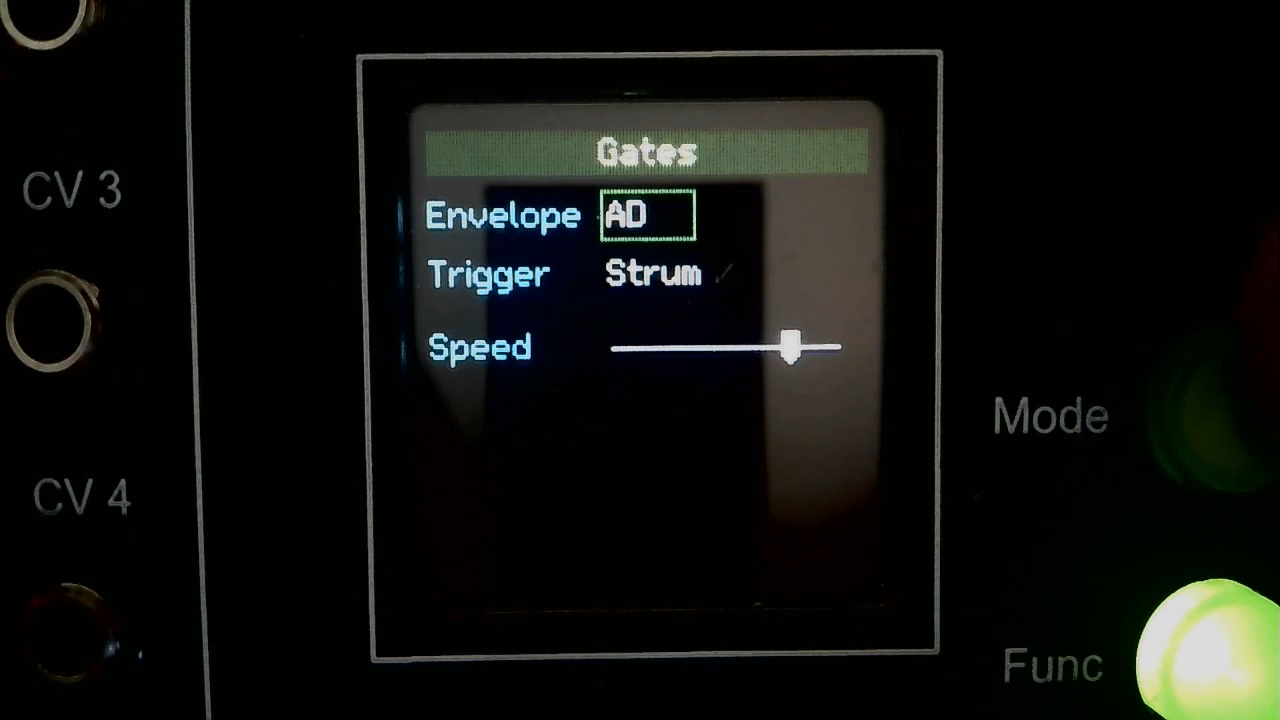 Gates
Envelope AD
Trigger Strum
Speed
CV 3
CV 4
Mode
Func